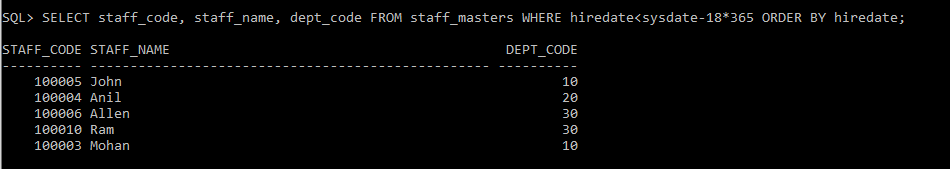 SQL> SELECT staff_code, staff_name, dept_code FROM staff_masters WHERE hiredate<sysdate-18*365 ORDER BY hiredate;
STAFF_CODE STAFF_NAME                                          DEPT_CODE
---------- -------------------------------------------------- ----------
    100005 John                                                       10
    100004 Anil                                                       20
    100006 Allen                                                      30
    100010 Ram                                                        30
    100003 Mohan                                                      10